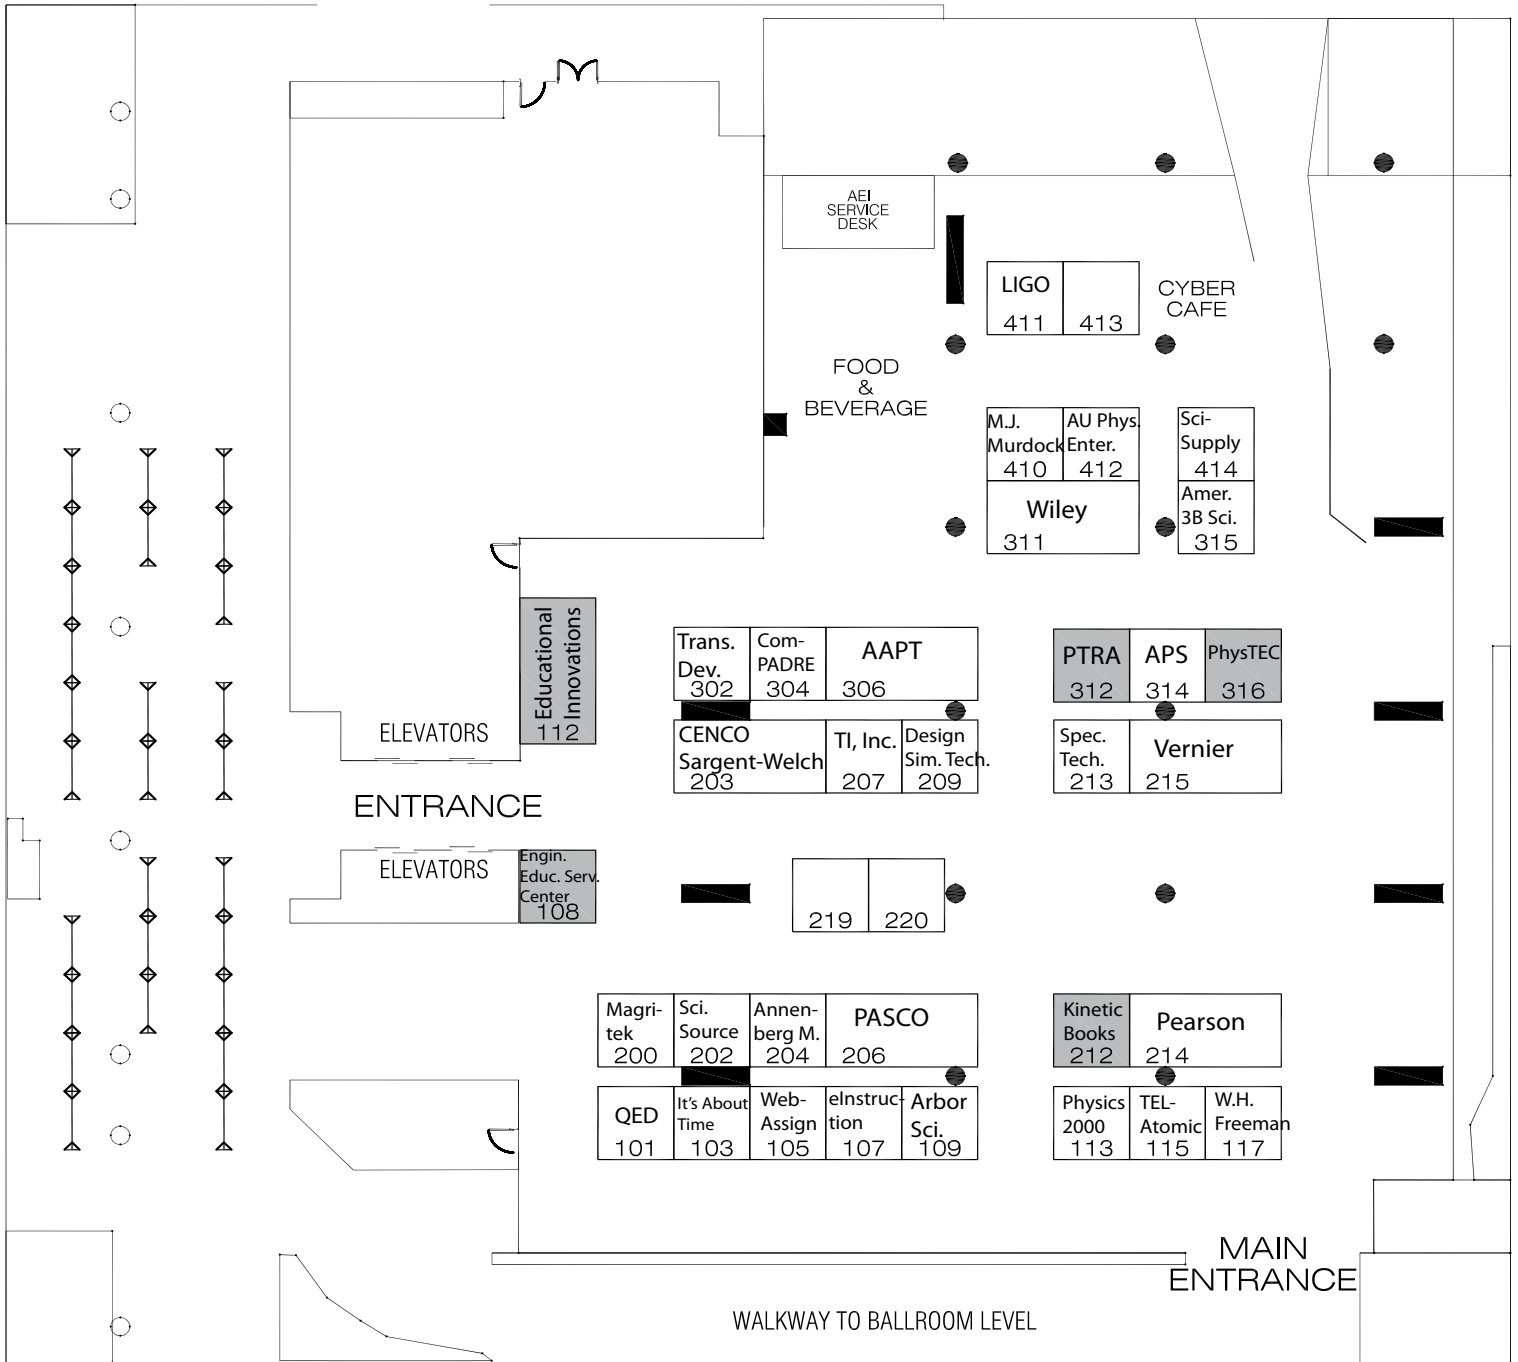 AEI
SERVICE
DESK
LIGO
411
413
CYBER
CAFE
FOOD
&
BEVERAGE
M.J.
Murdock
410
AU Phys.
Enter.
412
Sci-
Supply
414
Wiley
311
Amer.
3B Sci.
315
Educational
Innovations
112
Trans.
Dev.
302
Com-
PADRE
304
AAPT
306
PTRA
312
APS
314
PhysTEC
316
ELEVATORS
CENCO
Sargent-Welch
203
TI, Inc.
207
Design
Sim. Tech.
209
Spec.
Tech.
213
Vernier
215
ENTRANCE
ELEVATORS
Engin.
Educ. Serv.
Center
108
219
220
Magri-
tek
200
Sci.
Source
202
Annen-
berg M.
204
PASCO
206
Kinetic
Books
212
Pearson
214
QED
101
It's About
Time
103
Web-
Assign
105
eInstruc-
tion
107
Arbor
Sci.
109
Physics
2000
113
TEL-
Atomic
115
W.H.
Freeman
117
MAIN
ENTRANCE
WALKWAY TO BALLROOM LEVEL